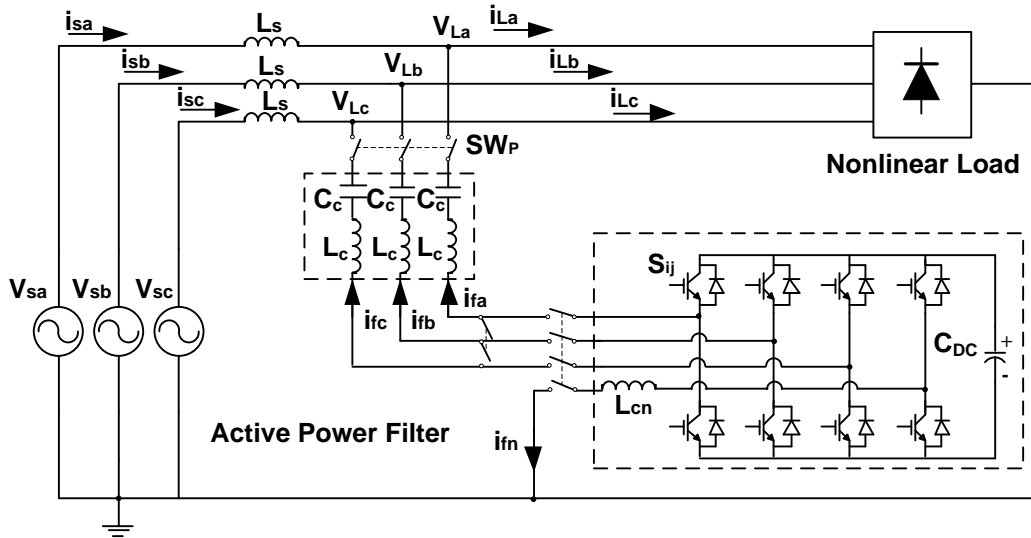 isa
Ls
VLa
iLa
isb
Ls
VLb
iLb
isc
Ls
VLc
iLc
SWP
Nonlinear Load
Cc
Cc
Cc
Lc
Lc
Lc
Vsa
Vsb
Vsc
ifc
ifb
ifa
Sij
CDC
+
-
Lcn
Active Power Filter
ifn